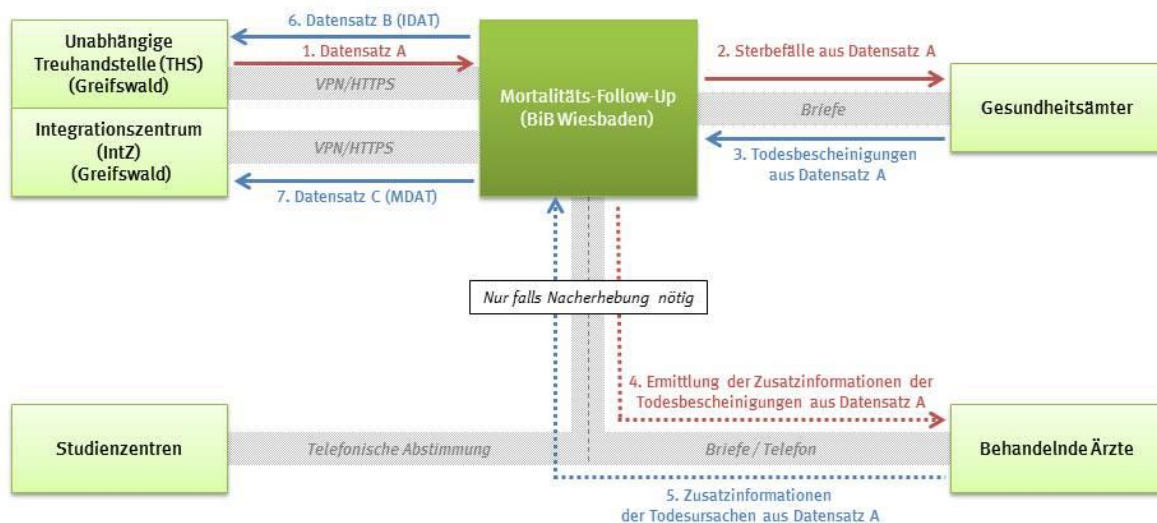 6. Datensatz B (IDAT)
Unabhängige
Treuhandstelle (THS)
(Greifswald)
1. Datensatz A
VPN/HTTPS
Integrationszentrum
(IntZ)
(Greifswald)
VPN/HTTPS
7. Datensatz C (MDAT)
Mortalitäts-Follow-Up
(BiB Wiesbaden)
2. Sterbefälle aus Datensatz A
Briefe
3. Todesbescheinigungen
aus Datensatz A
Gesundheitsämter
Nur falls Nacherhebung nötig
4. Ermittlung der Zusatzinformationen der
Todesbescheinigungen aus Datensatz A
Studienzentren
Telefonische Abstimmung
Briefe / Telefon
Behandelnde Ärzte
5. Zusatzinformationen
der Todesursachen aus Datensatz A